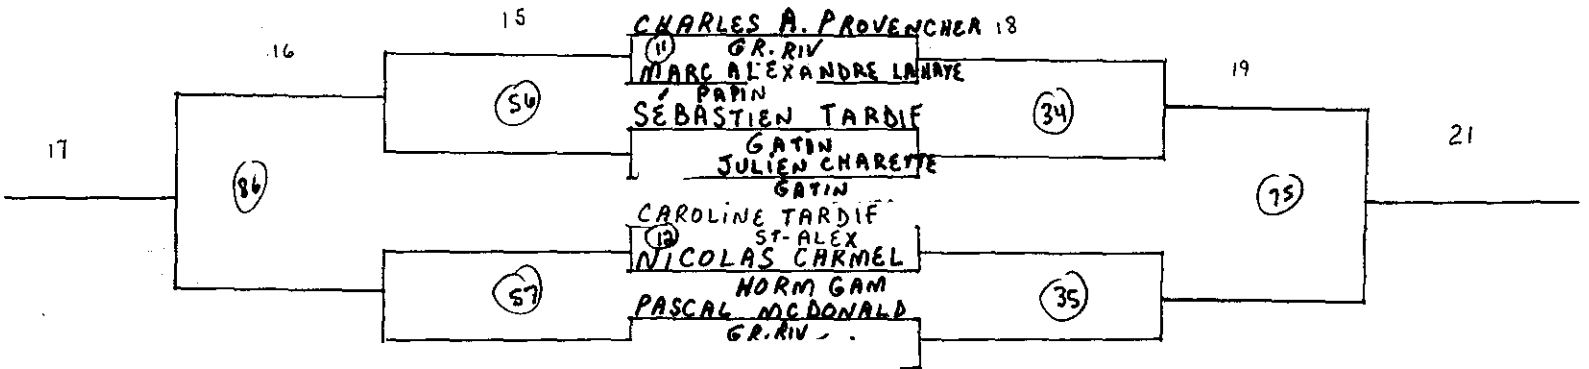 15
CHARLES A. PROVENCHER 18
16
11 GR. RIV
MARC ALEXANDRE LAHAYE
19
56
PAPIN
34
SÉBASTIEN TARDIF
17
GATIN
21
JULIEN CHARETTE
86
GATIN
75
CAROLINE TARDIF
12 ST-ALEX
NICOLAS CARMEL
57
NORM GAM
35
PASCAL MCDONALD
GR. RIV